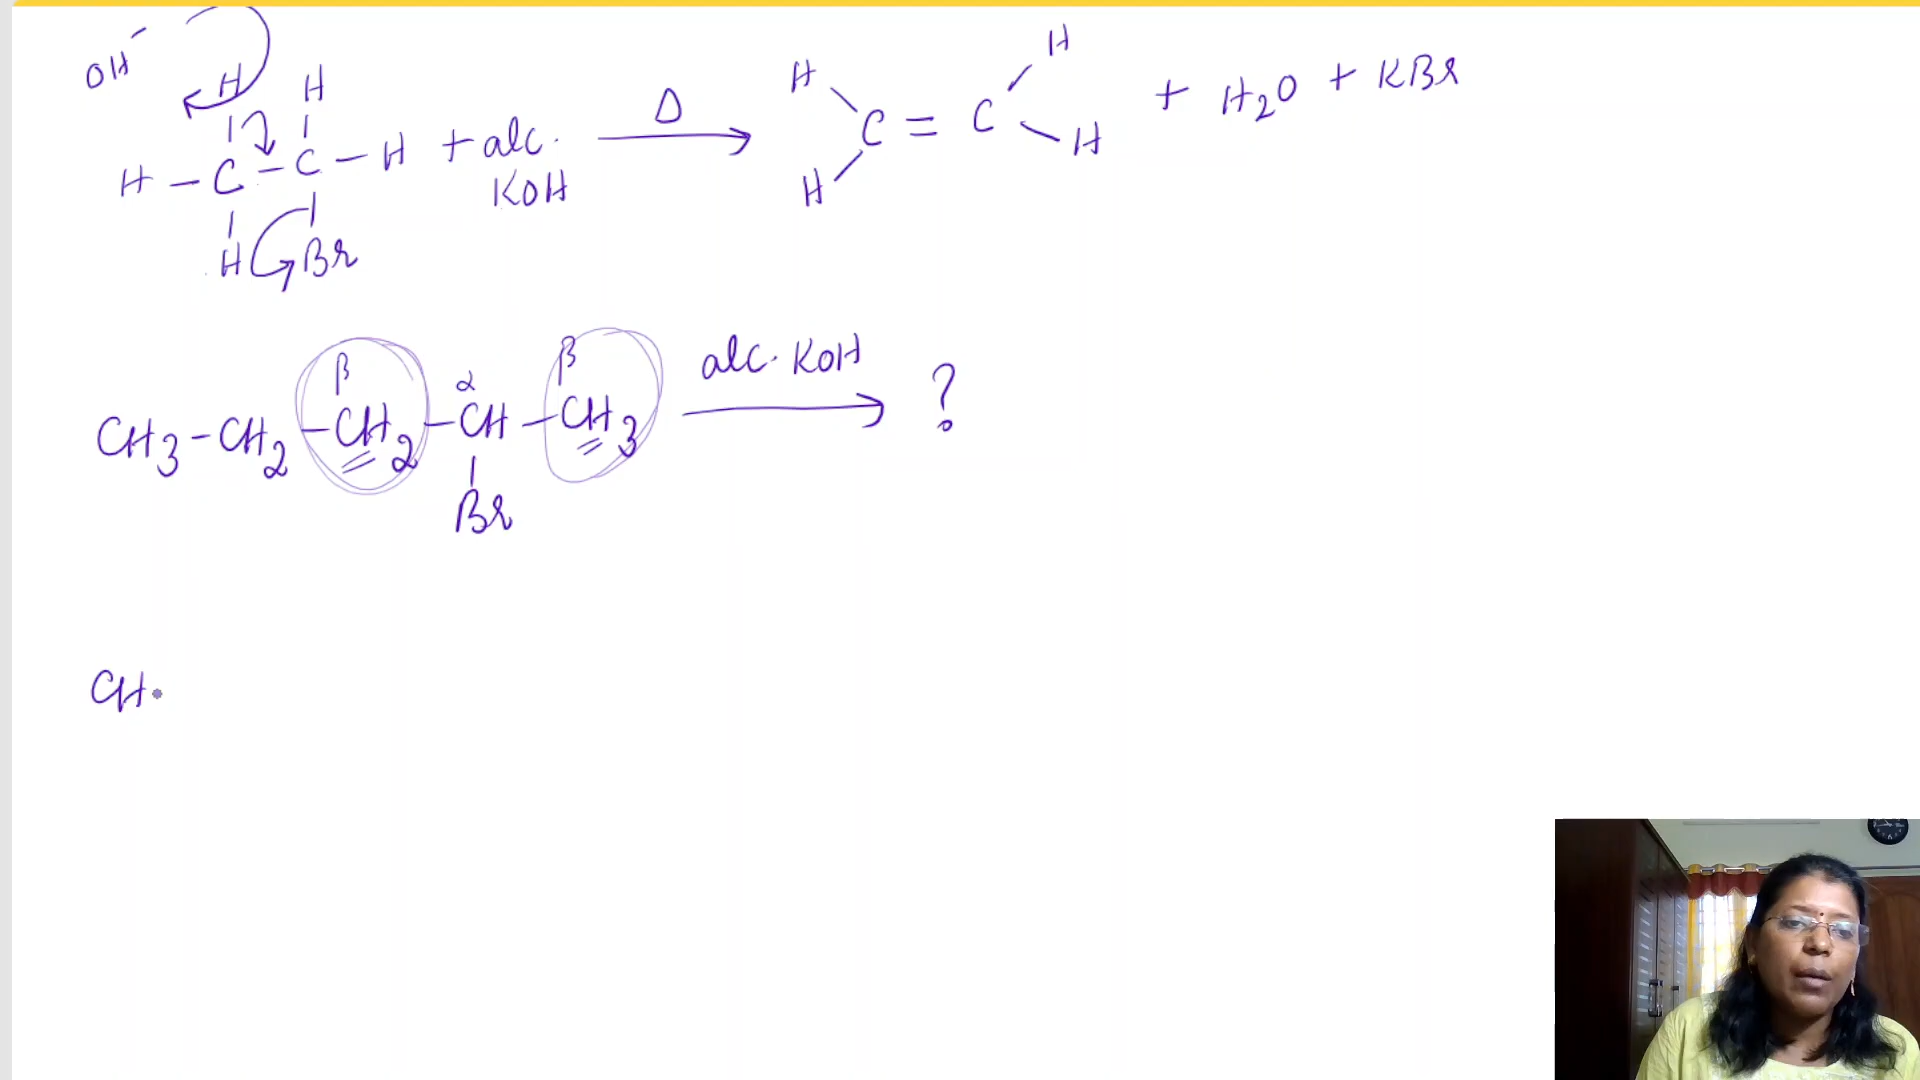 OH⁻
H H
H – C – C – H + alc. KOH —Δ→ H H C = C H H + H₂O + KBr
H Br
β α β
CH₃ – CH₂ – CH₂ – CH – CH₃ alc. KOH → ?
Br
CH